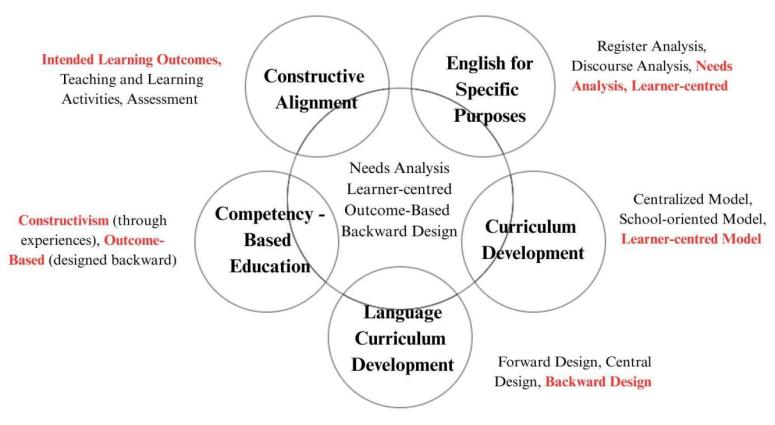 Intended Learning Outcomes,
Teaching and Learning
Activities, Assessment
Constructive
Alignment
English for
Specific
Purposes
Register Analysis,
Discourse Analysis, Needs
Analysis, Learner-centred
Needs Analysis
Learner-centred
Outcome-Based
Backward Design
Constructivism (through
experiences), Outcome-
Based (designed backward)
Competency -
Based
Education
Curriculum
Development
Centralized Model,
School-oriented Model,
Learner-centred Model
Language
Curriculum
Development
Forward Design, Central
Design, Backward Design